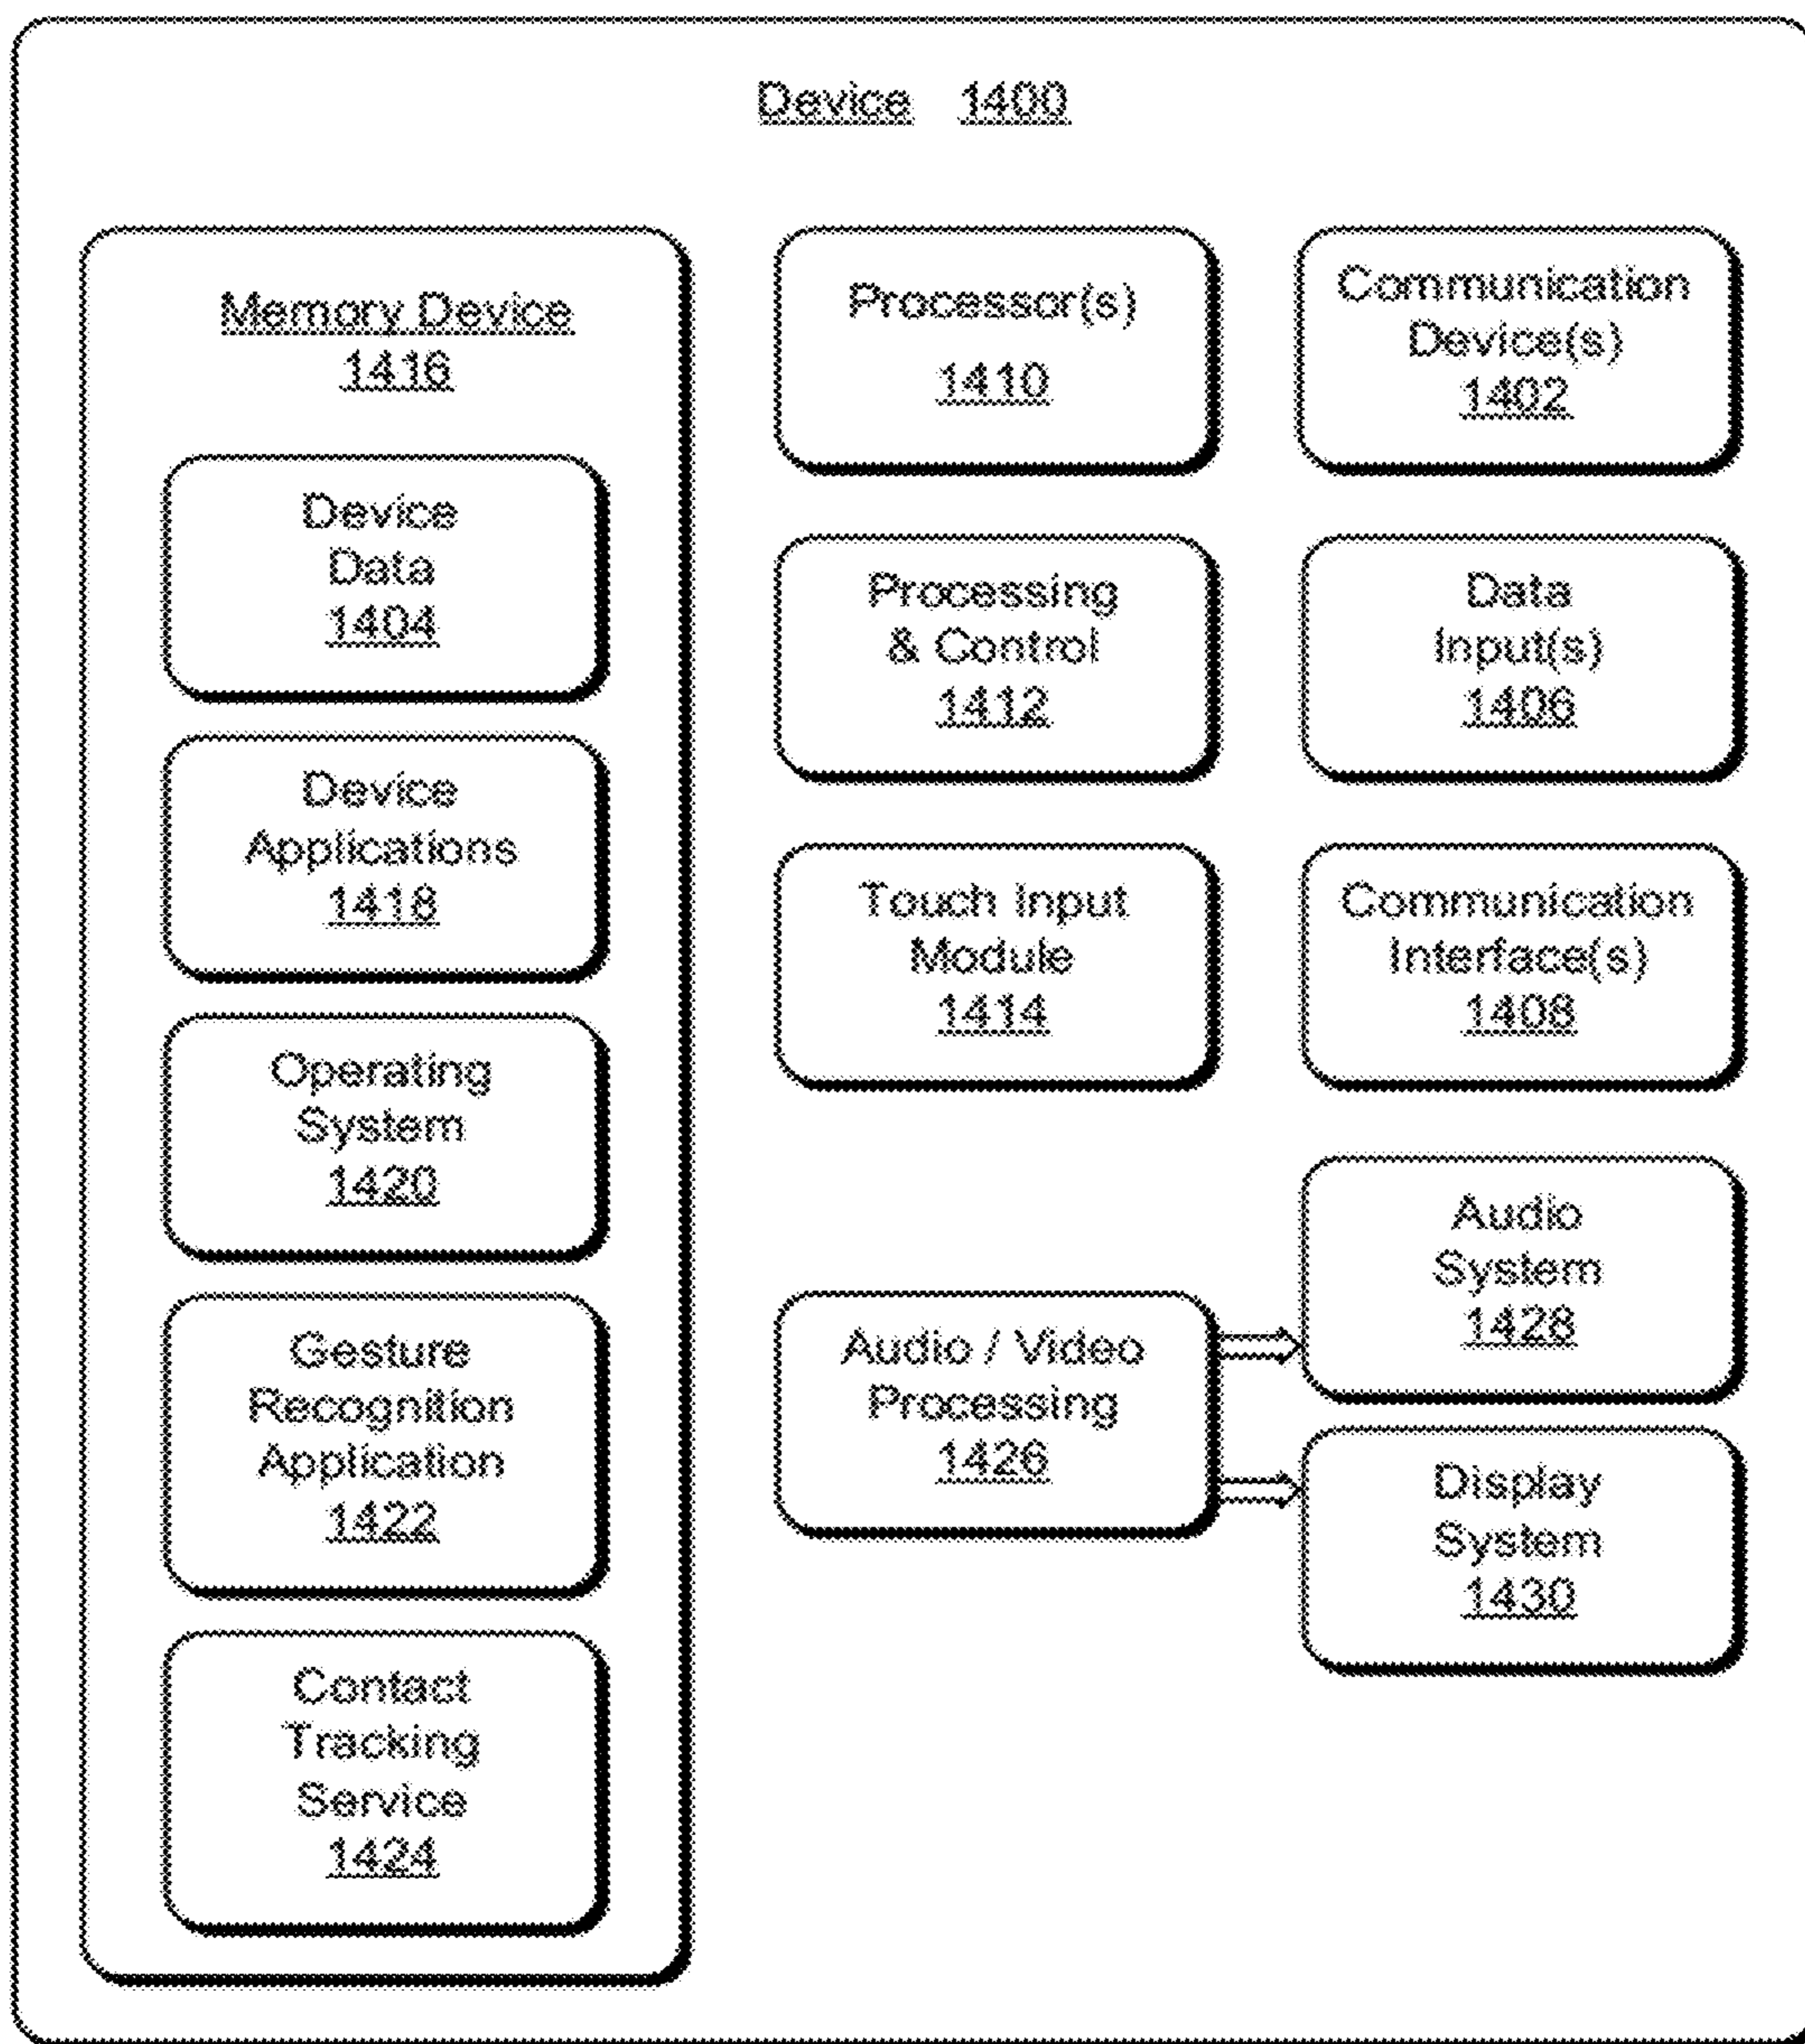 Device 1400
Memory Device
1416
Device
Data
1404
Device
Applications
1418
Operating
System
1420
Gesture
Recognition
Application
1422
Contact
Tracking
Service
1424
Processor(s)
1410
Processing
& Control
1412
Touch Input
Module
1414
Audio / Video
Processing
1426
Communication
Device(s)
1402
Data
Input(s)
1406
Communication
Interface(s)
1408
Audio
System
1428
Display
System
1430